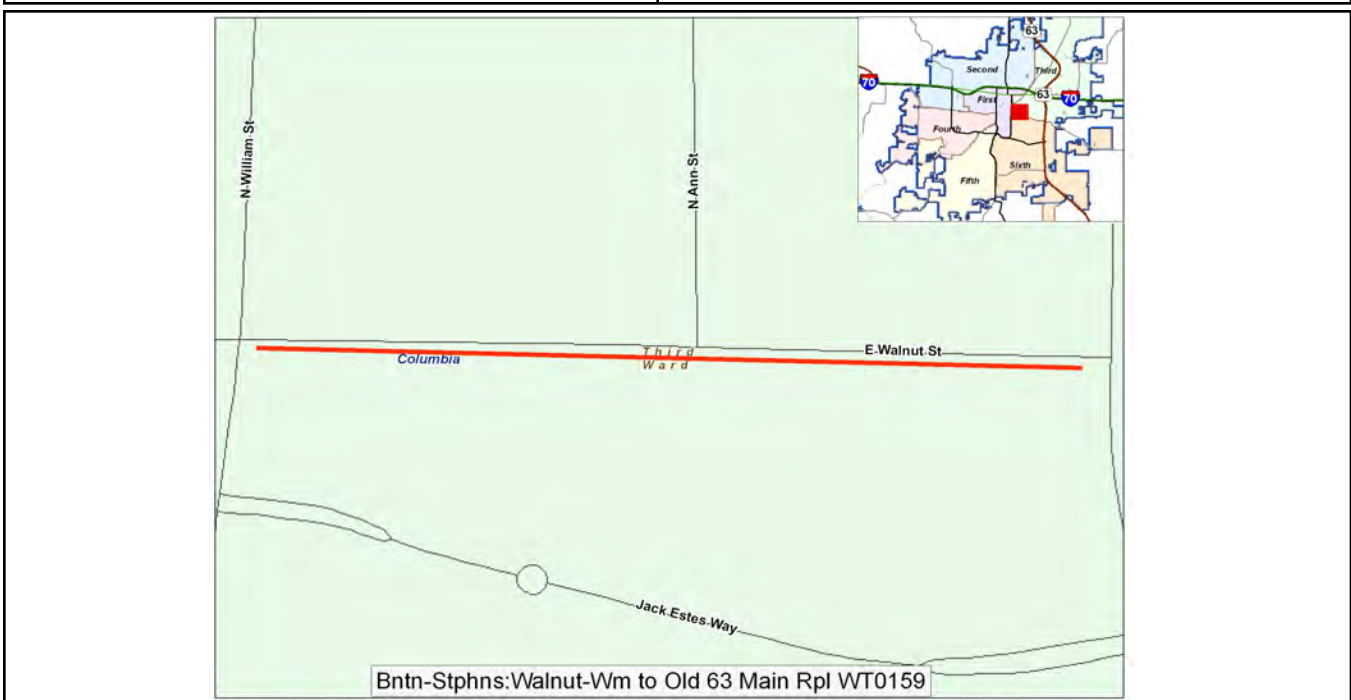 63
Second
Third
70
63
70
First
Fourth
Sixth
Fifth
N William St
N Ann St
E Walnut St
Third
Ward
Columbia
Jack Estes Way
Bntn-Stphns:Walnut-Wm to Old 63 Main Rpl WT0159